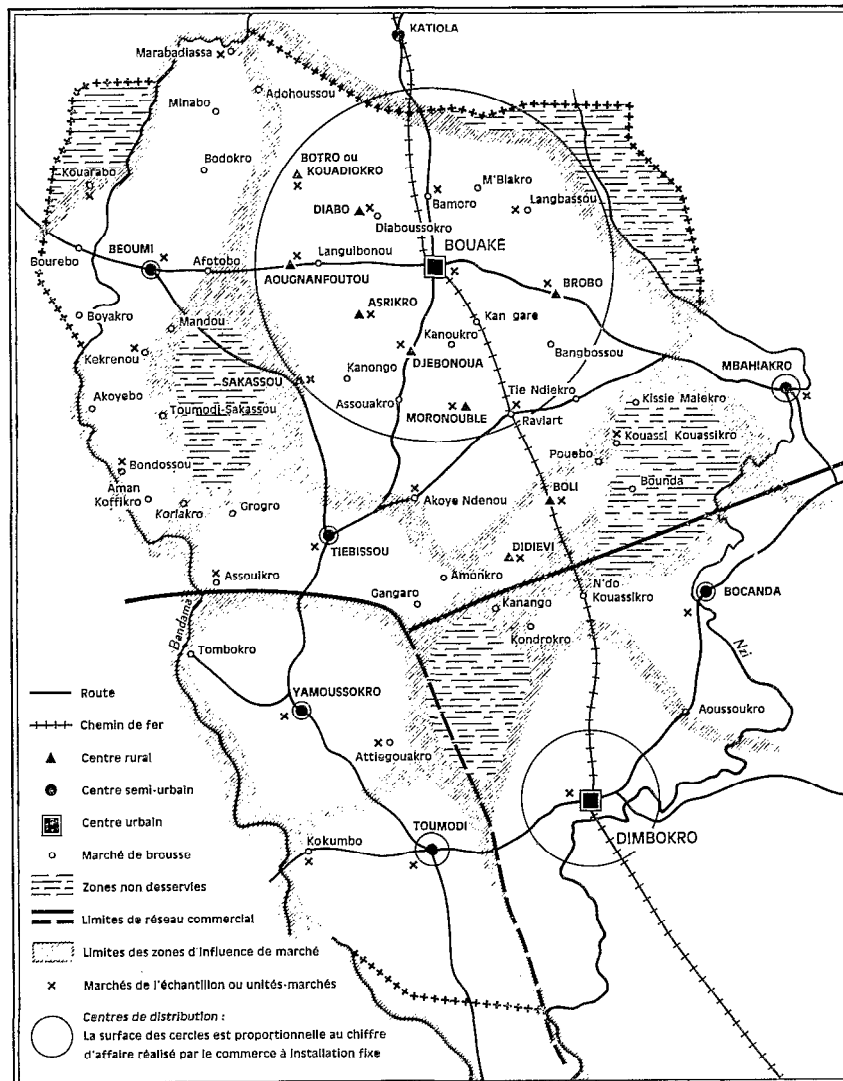 KATIOLA
Marabadiassa
Adohoussou
Minabo
Bodokro
BOTRO ou
KOUADIOKRO
Kouarabo
M'Blakro
DIABO
Diaboussokro
Bamoro
Langbassou
BOUAKÉ
Bourebo
BEOUMI
Afotobo
Languibonou
AOUGNANFOUTOU
BROBO
Boyakro
Mandou
ASRIKRO
Kan gare
Kanoukro
Kekrenou
DJEBONOUA
Bangbossou
MBAHIAKRO
SAKASSOU
Kanongo
Tie Ndiekro
Akoyebo
Toumodi-Sakassou
Assouakro
MORONOUBLE
Raviart
Kissie Maiekro
Kouassi Kouassikro
Bondossou
Pouebo
Aman
Koffikro
Koriakro
Grogro
Akoye Ndenou
BOLI
Bounda
TIEBISSOU
DIDIEVI
Assouikro
Amonkro
Gangaro
Kanango
N'do
Kouassikro
BOCANDA
Kondrokro
Bandama
Tombokro
Nzi
Route
YAMOUSSOKRO
Aoussoukro
Chemin de fer
Centre rural
Attiegouakro
Centre semi-urbain
Centre urbain
TOUMODI
DIMBOKRO
Marché de brousse
Kokumbo
Zones non desservies
Limites de réseau commercial
Limites des zones d'influence de marché
Marchés de l'échantillon ou unités-marchés
Centres de distribution :
La surface des cercles est proportionnelle au chiffre
d'affaire réalisé par le commerce à installation fixe